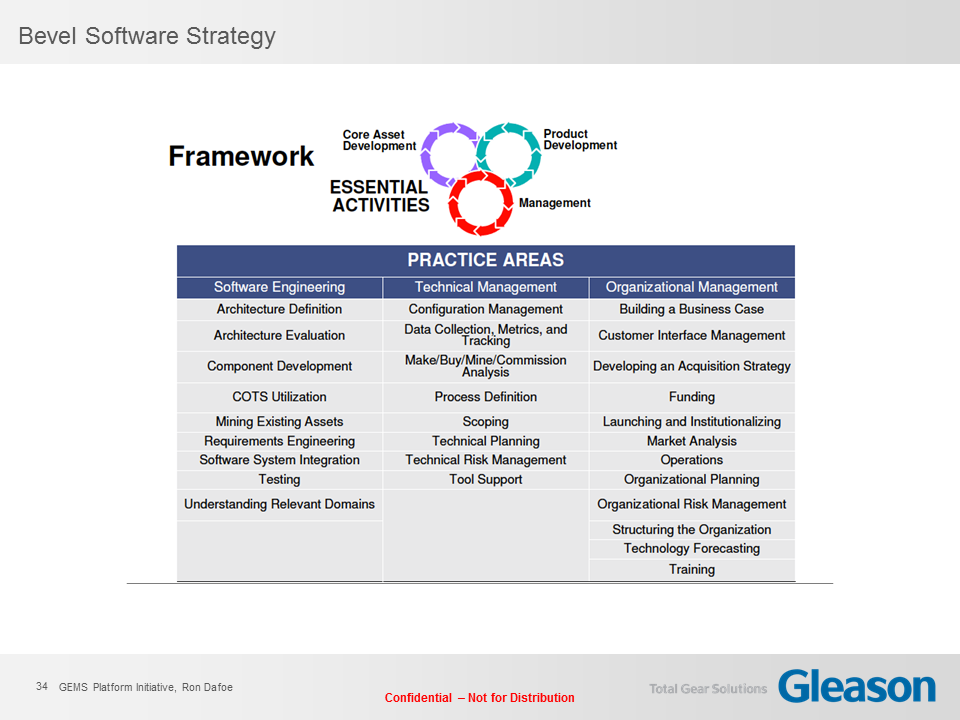 Bevel Software Strategy
Framework
Core Asset
Development
Product
Development
ESSENTIAL
ACTIVITIES
Management
PRACTICE AREAS
Software Engineering Technical Management Organizational Management
Architecture Definition Configuration Management Building a Business Case
Architecture Evaluation Data Collection, Metrics, and
Tracking Customer Interface Management
Component Development Make/Buy/Mine/Commission
Analysis Developing an Acquisition Strategy
COTS Utilization Process Definition Funding
Mining Existing Assets Scoping Launching and Institutionalizing
Requirements Engineering Technical Planning Market Analysis
Software System Integration Technical Risk Management Operations
Testing Tool Support Organizational Planning
Understanding Relevant Domains Organizational Risk Management
Structuring the Organization
Technology Forecasting
Training
34 GEMS Platform Initiative, Ron Dafoe
Confidential – Not for Distribution
Total Gear Solutions Gleason